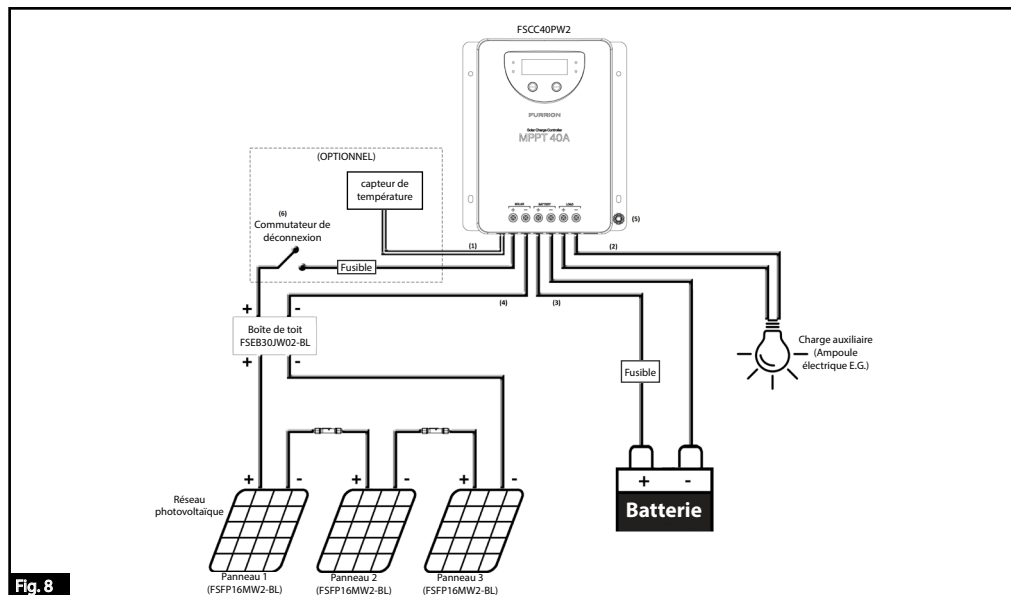 FSCC40PW2
FURRION
Solar Charge Controller
MPPT 40A
SOLAR
BATTERY
LOAD
+ - + - + -
(5)
(OPTIONNEL)
capteur de
température
(6)
Commutateur de
déconnexion
Fusible
(1)
(2)
(4)
(3)
+ -
Boîte de toit
FSEB30JW02-BL
+ -
Charge auxiliaire
(Ampoule
électrique E.G.)
Fusible
+ -
Batterie
Réseau
photovoltaïque
+ - + - + -
Panneau 1
(FSFP16MW2-BL)
Panneau 2
(FSFP16MW2-BL)
Panneau 3
(FSFP16MW2-BL)
Fig. 8